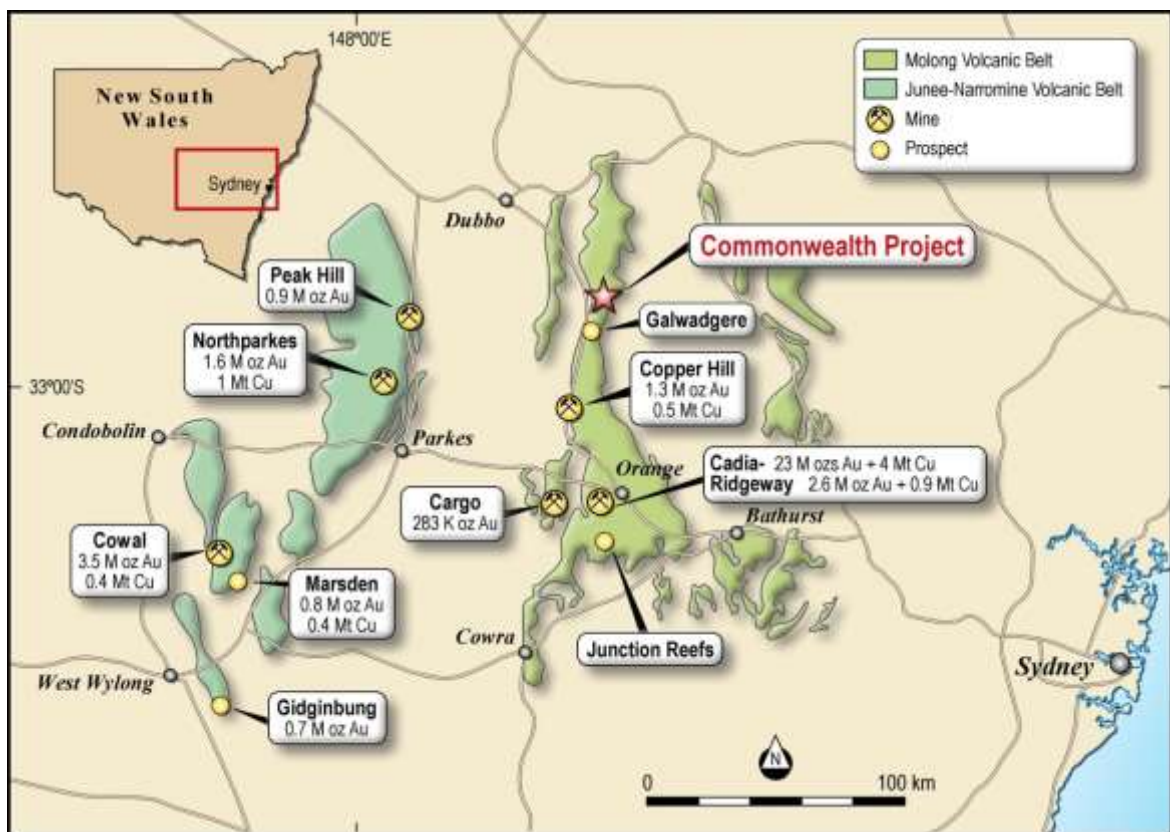 148°00'E
New South
Wales
Sydney
Molong Volcanic Belt
Junee-Narromine Volcanic Belt
Mine
Prospect
Dubbo
Commonwealth Project
Peak Hill
0.9 M oz Au
Galwadgere
Northparkes
1.6 M oz Au
1 Mt Cu
Copper Hill
1.3 M oz Au
0.5 Mt Cu
33°00'S
Condobolin
Parkes
Orange
Cadia- 23 M ozs Au + 4 Mt Cu
Ridgeway 2.6 M oz Au + 0.9 Mt Cu
Cargo
283 K oz Au
Bathurst
Cowal
3.5 M oz Au
0.4 Mt Cu
Marsden
0.8 M oz Au
0.4 Mt Cu
Cowra
Junction Reefs
Sydney
West Wylong
Gidginbung
0.7 M oz Au
N
0 100 km